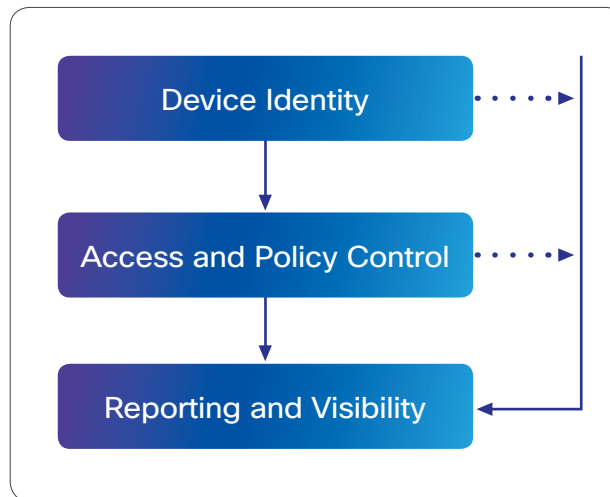 Device Identity
Access and Policy Control
Reporting and Visibility